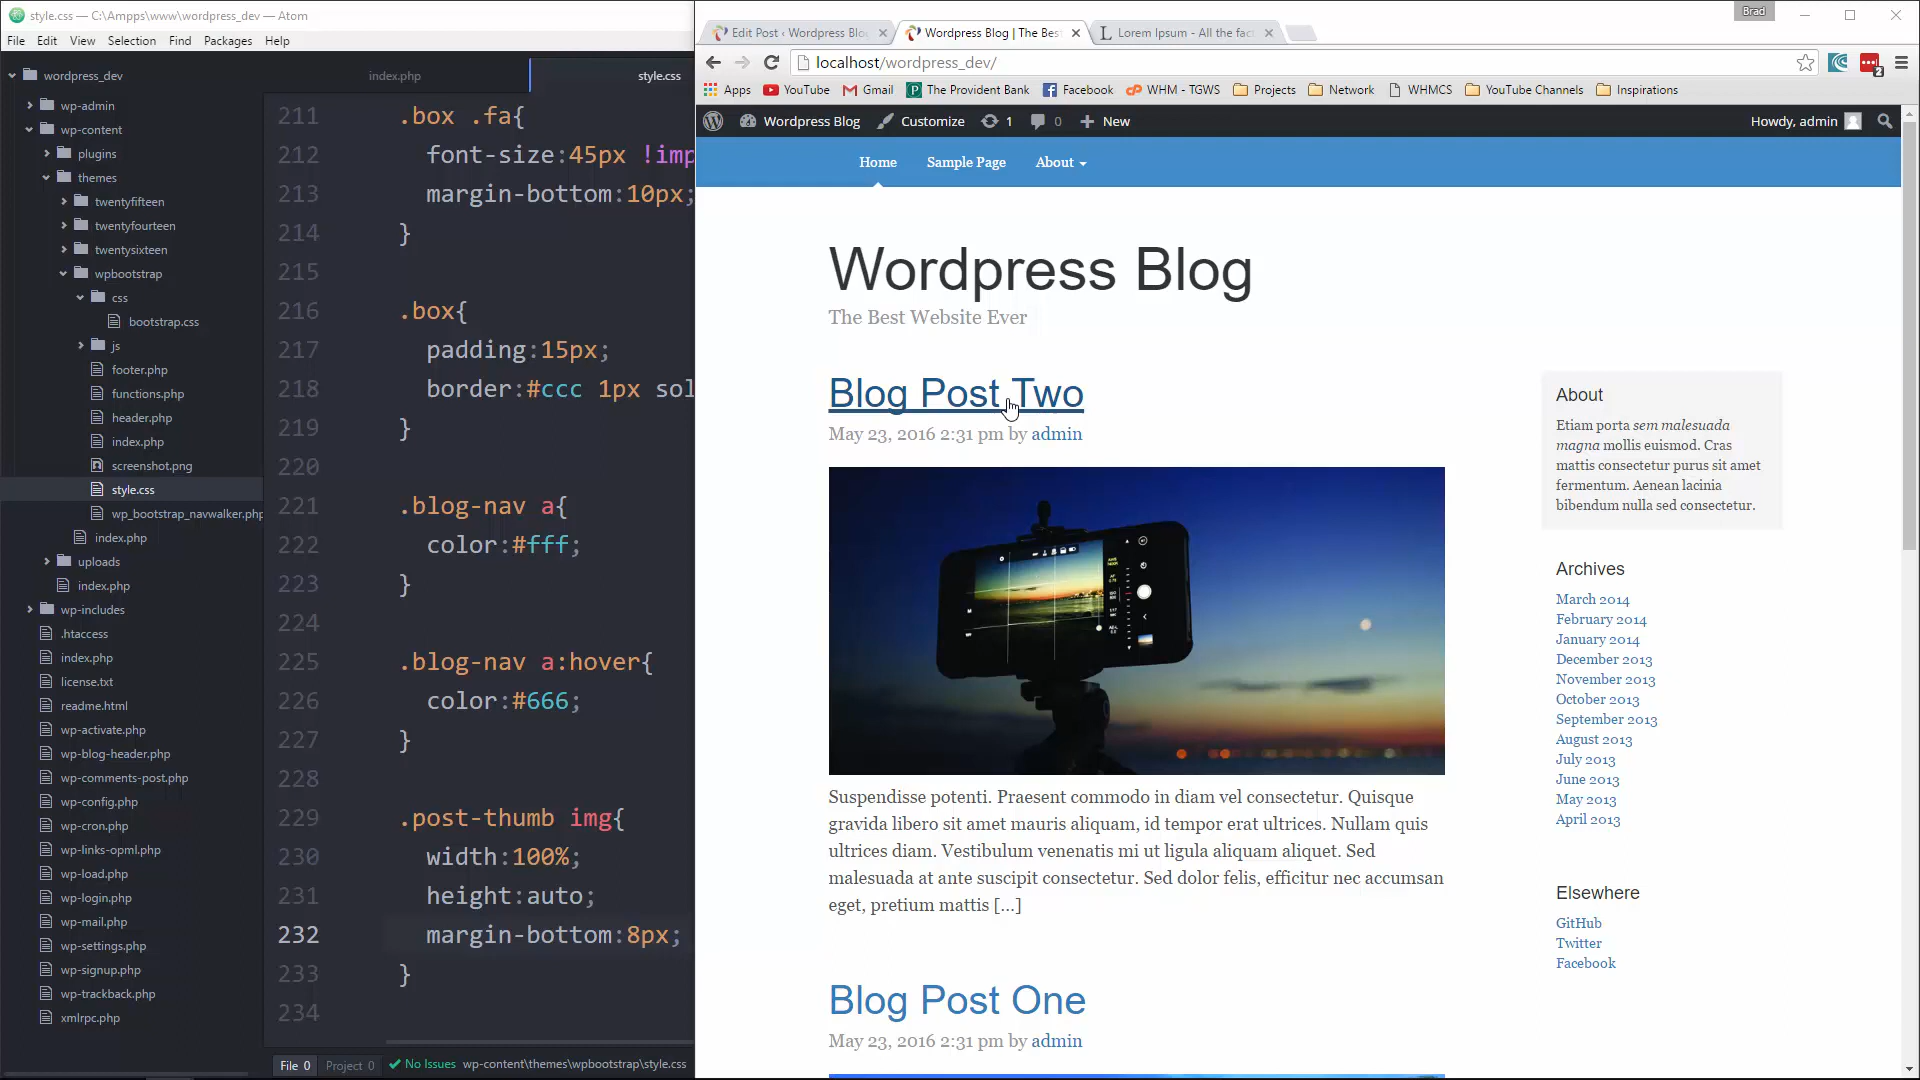 style.css — C:\Ampps\www\wordpress_dev — Atom
File Edit View Selection Find Packages Help
wordpress_dev
wp-admin
wp-content
plugins
themes
twentyfifteen
twentyfourteen
twentysixteen
wpbootstrap
css
bootstrap.css
js
footer.php
functions.php
header.php
index.php
screenshot.png
style.css
wp_bootstrap_navwalker.php
index.php
uploads
index.php
wp-includes
.htaccess
index.php
license.txt
readme.html
wp-activate.php
wp-blog-header.php
wp-comments-post.php
wp-config.php
wp-cron.php
wp-links-opml.php
wp-load.php
wp-login.php
wp-mail.php
wp-settings.php
wp-signup.php
wp-trackback.php
xmlrpc.php
index.php style.css
211 .box .fa{
212 font-size:45px !imp
213 margin-bottom:10px;
214 }
215
216 .box{
217 padding:15px;
218 border:#ccc 1px sol
219 }
220
221 .blog-nav a{
222 color:#fff;
223 }
224
225 .blog-nav a:hover{
226 color:#666;
227 }
228
229 .post-thumb img{
230 width:100%;
231 height:auto;
232 margin-bottom:8px;
233 }
234
File 0 Project 0 No Issues wp-content\themes\wpbootstrap\style.css
Brad
Edit Post ‹ Wordpress Blo Wordpress Blog | The Bes Lorem Ipsum - All the fac
localhost/wordpress_dev/
Apps YouTube Gmail The Provident Bank Facebook WHM - TGWS Projects Network WHMCS YouTube Channels Inspirations
Wordpress Blog Customize 1 0 New Howdy, admin
Home Sample Page About
Wordpress Blog
The Best Website Ever
Blog Post Two
May 23, 2016 2:31 pm by admin
Suspendisse potenti. Praesent commodo in diam vel consectetur. Quisque
gravida libero sit amet mauris aliquam, id tempor erat ultrices. Nullam quis
ultrices diam. Vestibulum venenatis mi ut ligula aliquam aliquet. Sed
malesuada at ante suscipit consectetur. Sed dolor felis, efficitur nec accumsan
eget, pretium mattis […]
Blog Post One
May 23, 2016 2:31 pm by admin
About
Etiam porta sem malesuada
magna mollis euismod. Cras
mattis consectetur purus sit amet
fermentum. Aenean lacinia
bibendum nulla sed consectetur.
Archives
March 2014
February 2014
January 2014
December 2013
November 2013
October 2013
September 2013
August 2013
July 2013
June 2013
May 2013
April 2013
Elsewhere
GitHub
Twitter
Facebook